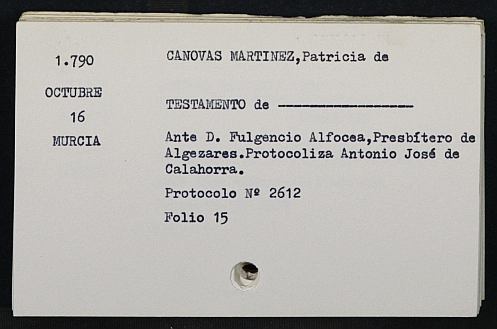 1.790
OCTUBRE
16
MURCIA
CANOVAS MARTINEZ,Patricia de
TESTAMENTO de ------------------
Ante D. Fulgencio Alfocea,Presbítero de
Algezares.Protocoliza Antonio José de
Calahorra.
Protocolo Nº 2612
Folio 15